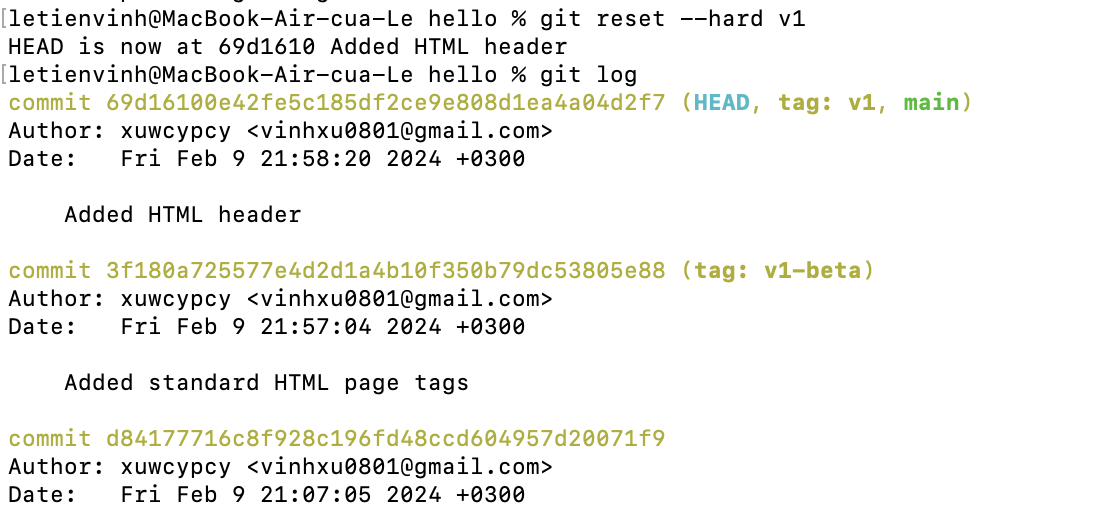 [letienvinh@MacBook-Air-cua-Le hello % git reset --hard v1
HEAD is now at 69d1610 Added HTML header
[letienvinh@MacBook-Air-cua-Le hello % git log
commit 69d16100e42fe5c185df2ce9e808d1ea4a04d2f7 (HEAD, tag: v1, main)
Author: xuwcypcy <vinhxu0801@gmail.com>
Date:   Fri Feb 9 21:58:20 2024 +0300
Added HTML header
commit 3f180a725577e4d2d1a4b10f350b79dc53805e88 (tag: v1-beta)
Author: xuwcypcy <vinhxu0801@gmail.com>
Date:   Fri Feb 9 21:57:04 2024 +0300
Added standard HTML page tags
commit d84177716c8f928c196fd48ccd604957d20071f9
Author: xuwcypcy <vinhxu0801@gmail.com>
Date:   Fri Feb 9 21:07:05 2024 +0300